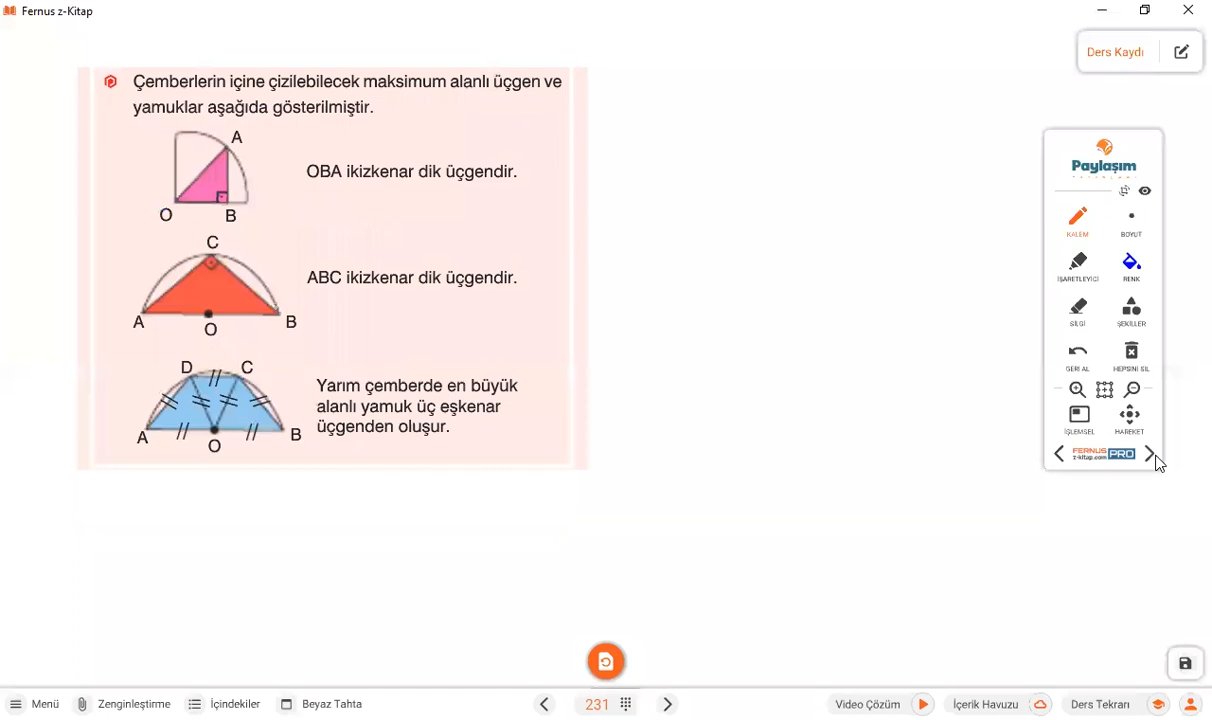 Fernus z-Kitap
Ders Kaydı
Çemberlerin içine çizilebilecek maksimum alanlı üçgen ve
yamuklar aşağıda gösterilmiştir.
A
OBA ikizkenar dik üçgendir.
O
B
C
ABC ikizkenar dik üçgendir.
A
O
B
D
C
Yarım çemberde en büyük
alanlı yamuk üç eşkenar
üçgenden oluşur.
A
O
B
Paylaşım
KALEM
BOYUT
İŞARETLEYİCİ
RENK
SİLGİ
ŞEKİLLER
GERİ AL
HEPSİNİ SİL
İŞLEMSEL
HAREKET
FERNUS
z-kitap.com
PRO
Menü
Zenginleştirme
İçindekiler
Beyaz Tahta
231
Video Çözüm
İçerik Havuzu
Ders Tekrarı